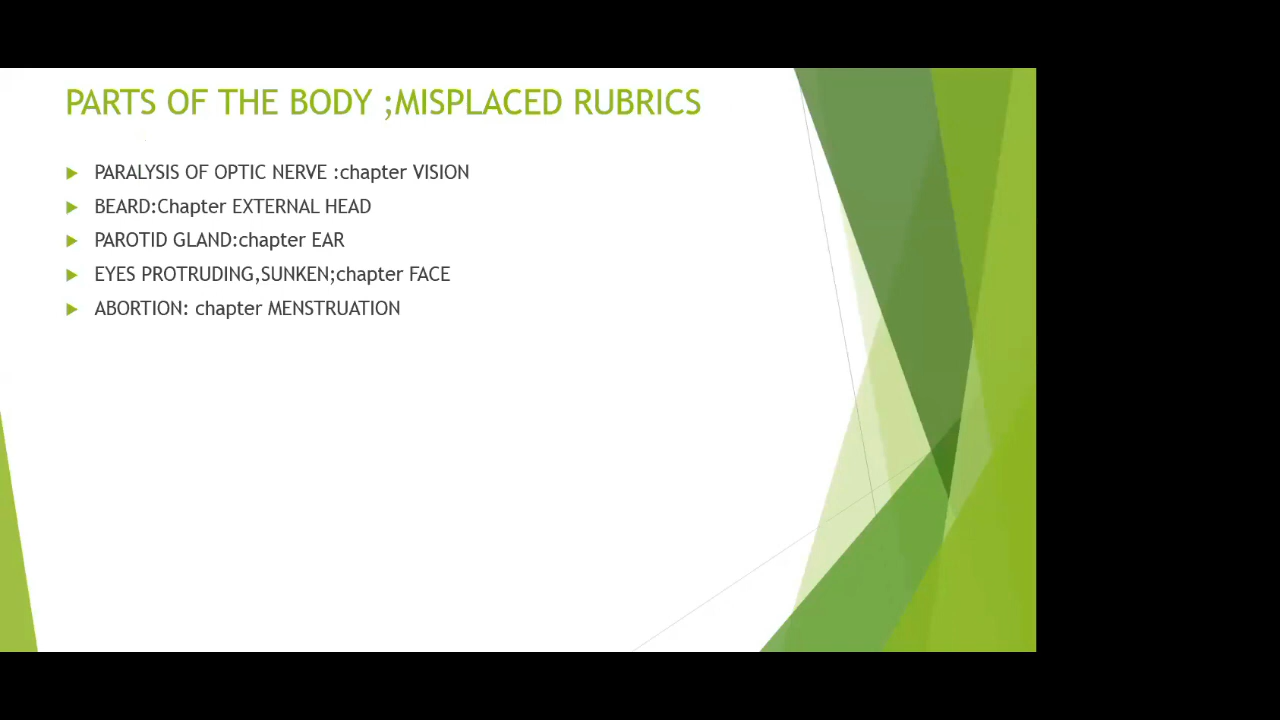 PARTS OF THE BODY ;MISPLACED RUBRICS
PARALYSIS OF OPTIC NERVE :chapter VISION
BEARD:Chapter EXTERNAL HEAD
PAROTID GLAND:chapter EAR
EYES PROTRUDING,SUNKEN;chapter FACE
ABORTION: chapter MENSTRUATION